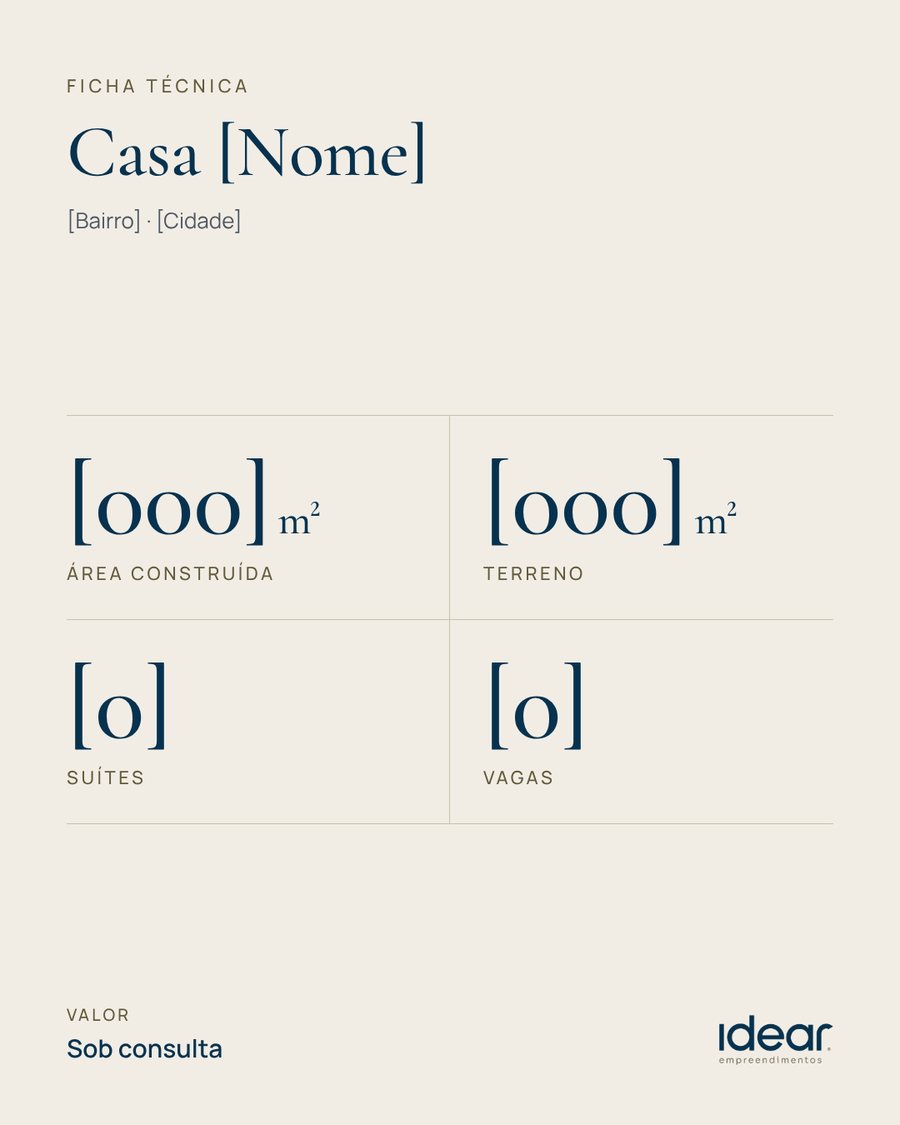 FICHA TÉCNICA
Casa [Nome]
[Bairro] · [Cidade]
[000] m²
ÁREA CONSTRUÍDA
[000] m²
TERRENO
[0]
SUÍTES
[0]
VAGAS
VALOR
Sob consulta
idear.
empreendimentos